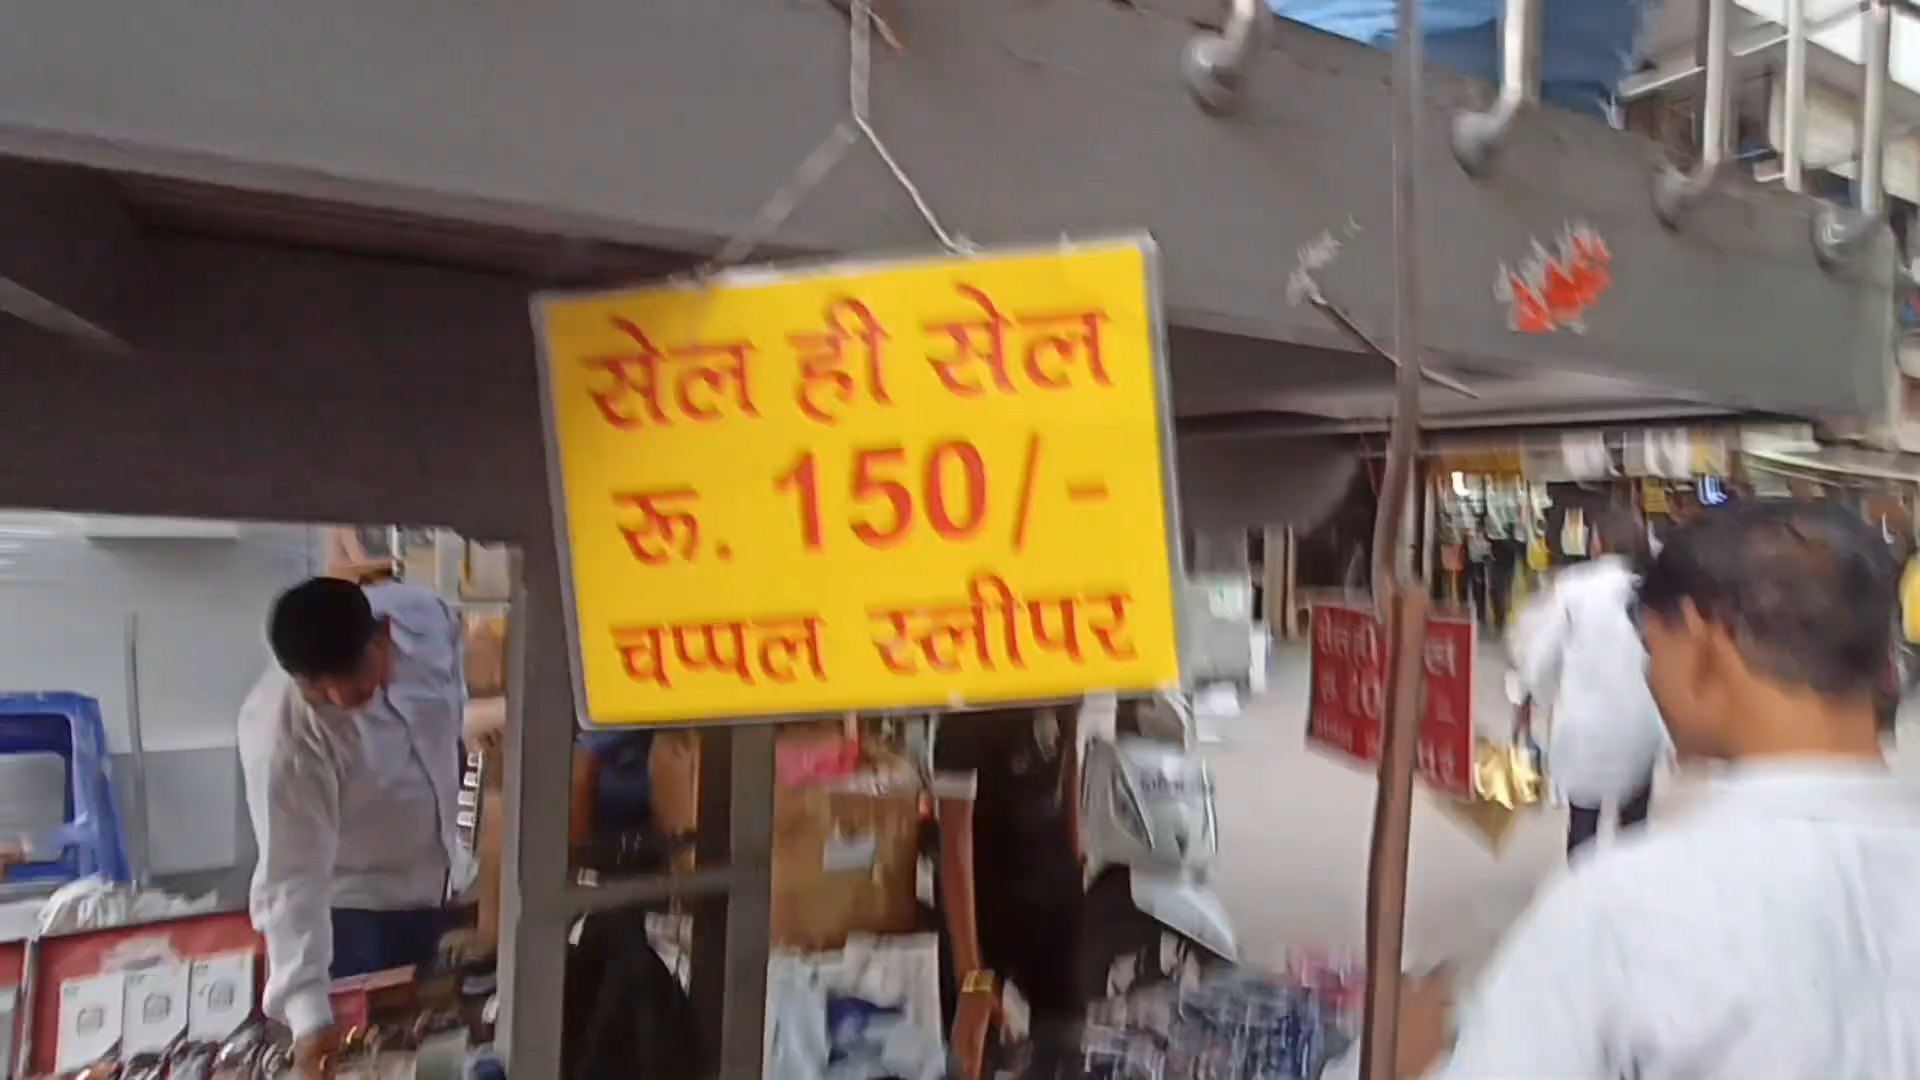 सेल ही सेल
रू. 150/-
चप्पल स्लीपर
सेल ही
रू.